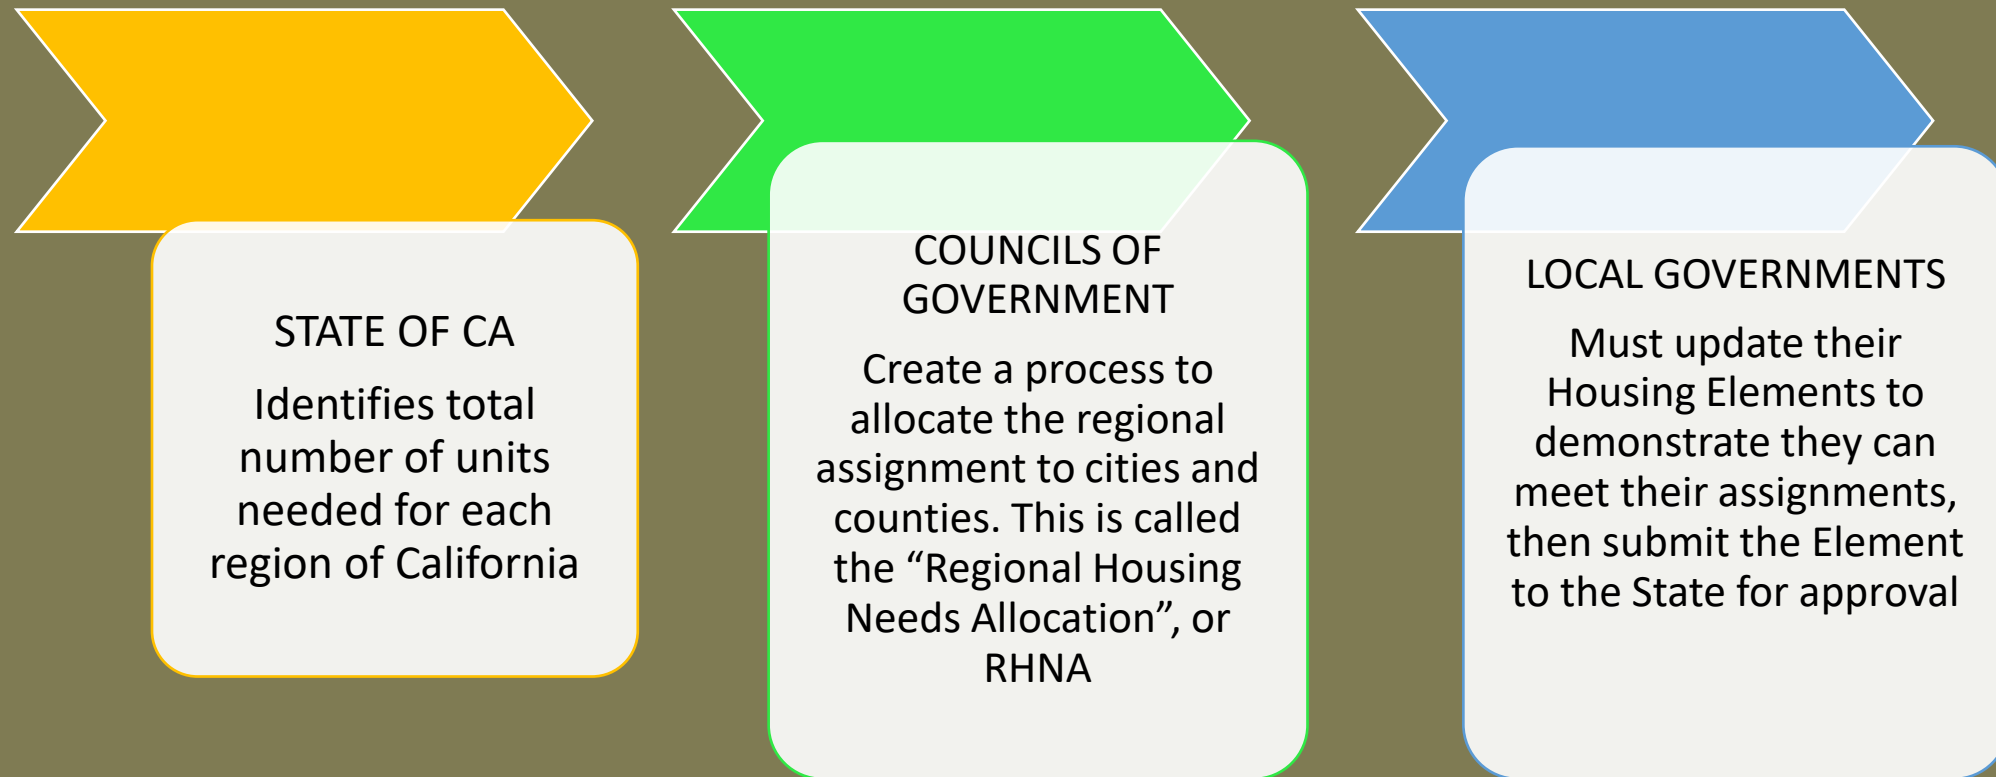 STATE OF CA
Identifies total
number of units
needed for each
region of California
COUNCILS OF
GOVERNMENT
Create a process to
allocate the regional
assignment to cities and
counties. This is called
the “Regional Housing
Needs Allocation”, or
RHNA
LOCAL GOVERNMENTS
Must update their
Housing Elements to
demonstrate they can
meet their assignments,
then submit the Element
to the State for approval